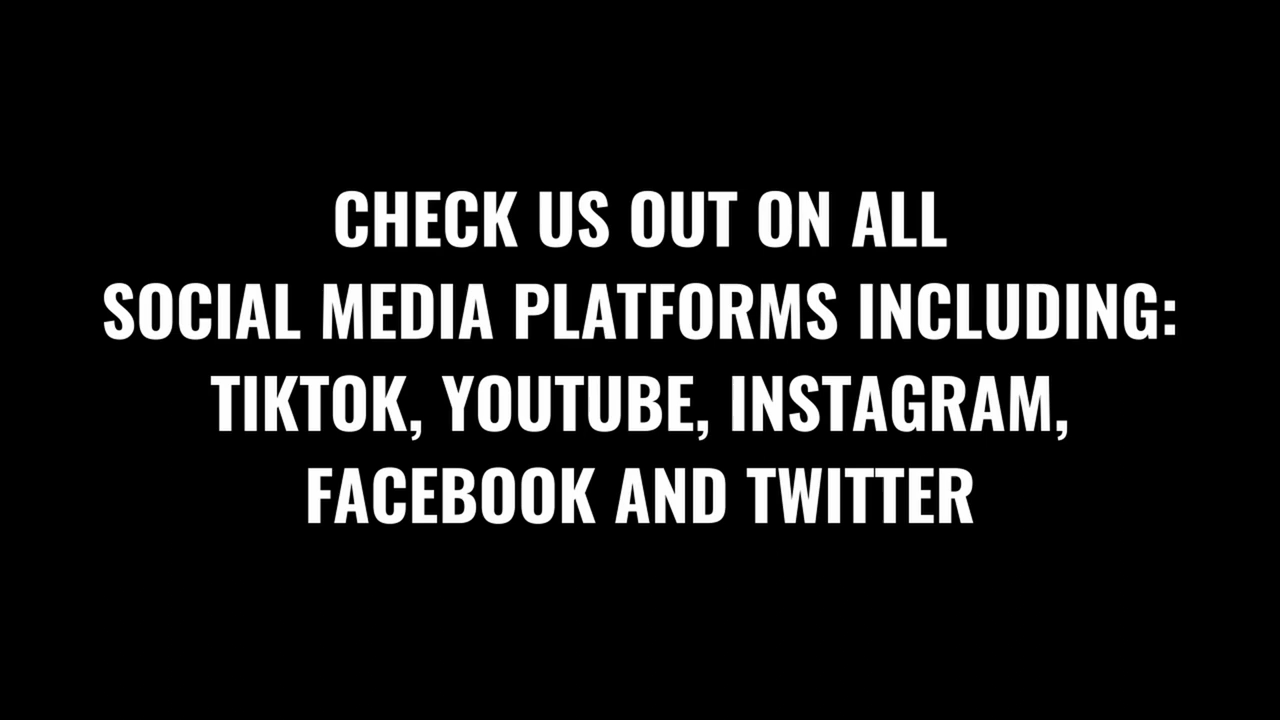 CHECK US OUT ON ALL
SOCIAL MEDIA PLATFORMS INCLUDING:
TIKTOK, YOUTUBE, INSTAGRAM,
FACEBOOK AND TWITTER